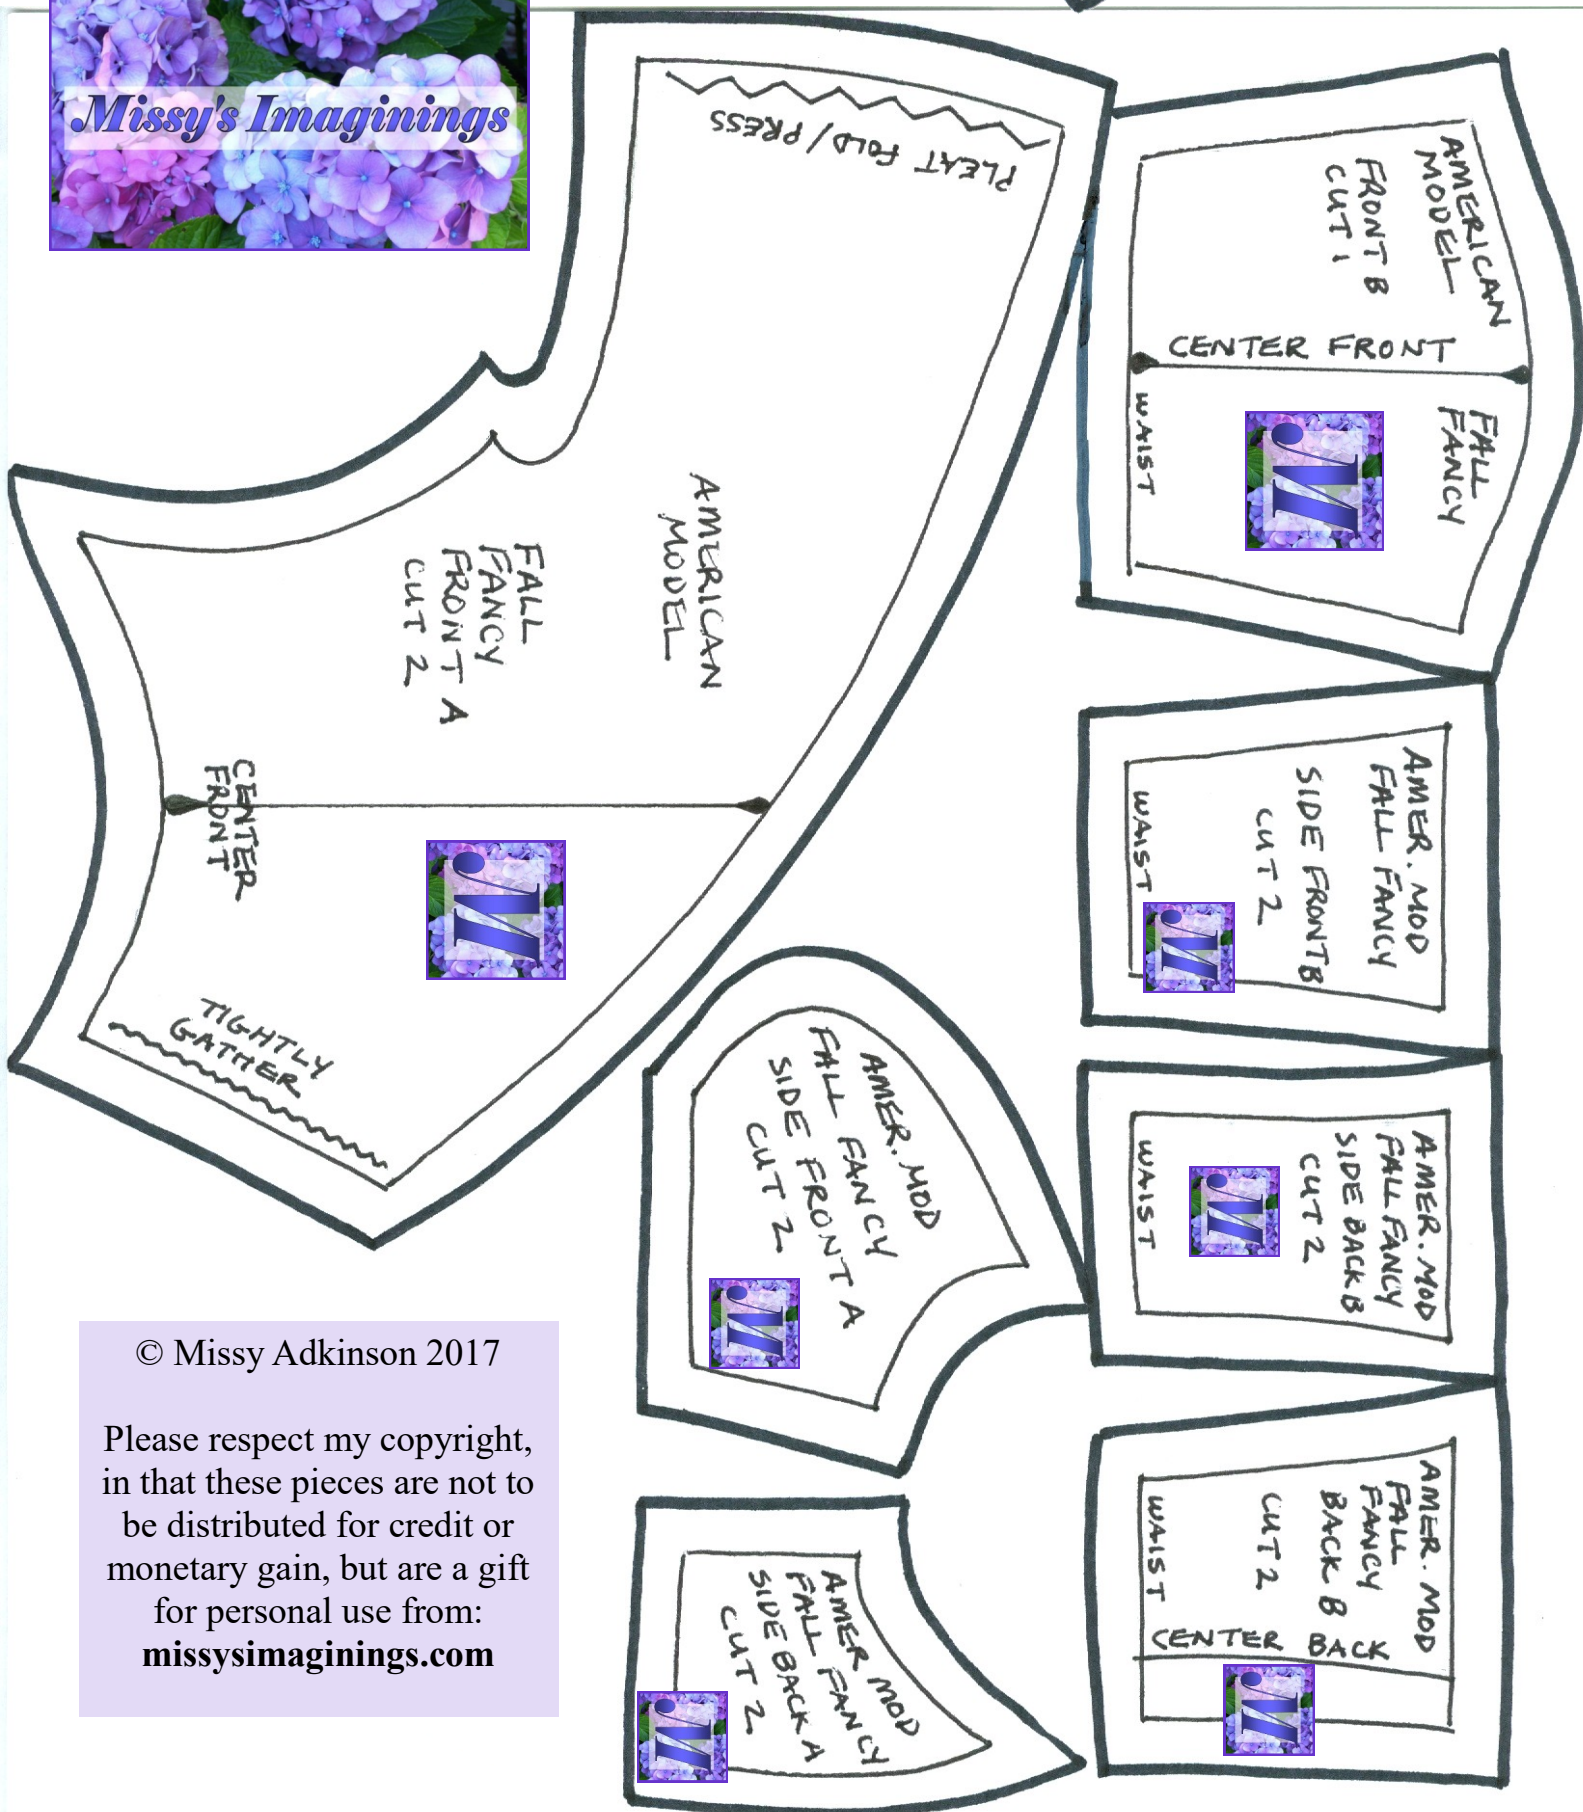 Missy's Imaginings
PLEAT FOLD/PRESS
AMERICAN
MODEL
FALL
FANCY
FRONT A
CUT 2
CENTER
FRONT
TIGHTLY
GATHER
AMERICAN
MODEL
FRONT B
CUT 1
CENTER FRONT
FALL
FANCY
WAIST
M
M
AMER. MOD
FALL FANCY
SIDE FRONT B
CUT 2
WAIST
M
AMER. MOD
FALL FANCY
SIDE FRONT A
CUT 2
M
AMER. MOD
FALL FANCY
SIDE BACK B
CUT 2
WAIST
M
AMER MOD
FALL FANCY
SIDE BACK A
CUT 2
M
AMER. MOD
FALL
FANCY
BACK B
CUT 2
WAIST
CENTER BACK
M
© Missy Adkinson 2017
Please respect my copyright,
in that these pieces are not to
be distributed for credit or
monetary gain, but are a gift
for personal use from:
missysimaginings.com